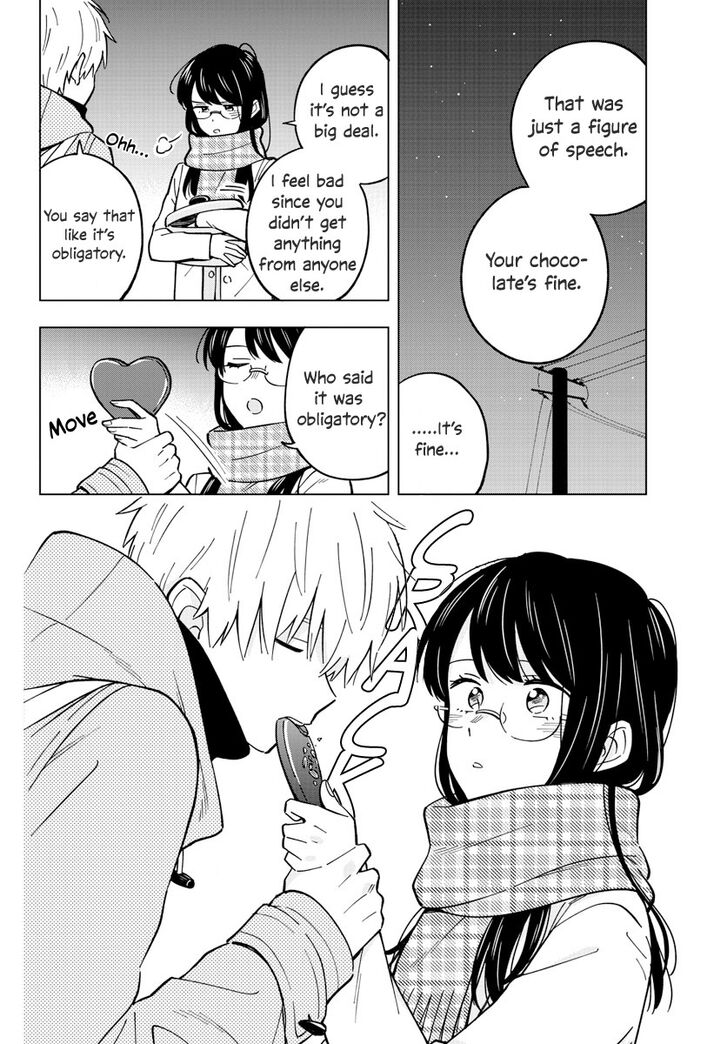 That was
just a figure
of speech.
Your choco-
late's fine.
.....It's
fine...
I guess
it's not a
big deal.
I feel bad
since you
didn't get
anything
from anyone
else.
Ohh...
You say that
like it's
obligatory.
Who said
it was
obligatory?
Move
CRACK